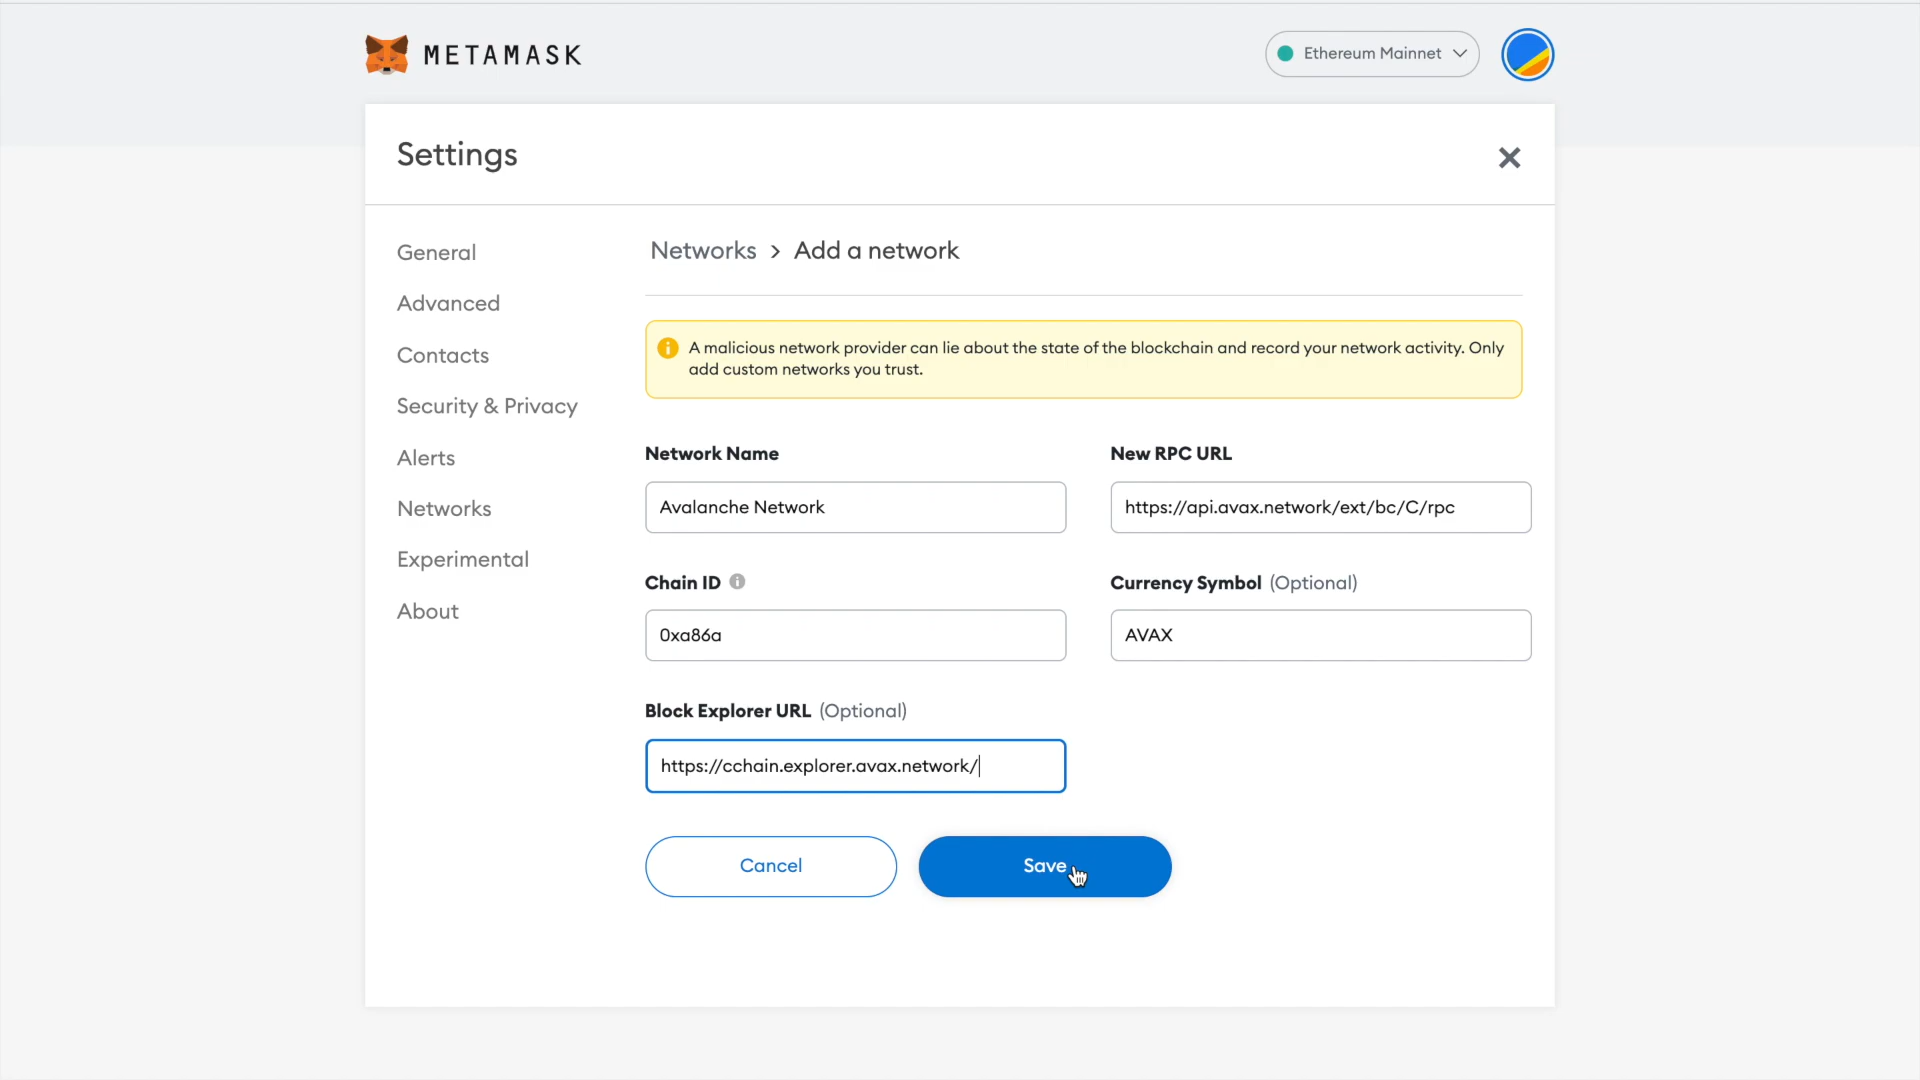 METAMASK
Ethereum Mainnet
Settings
General
Advanced
Contacts
Security & Privacy
Alerts
Networks
Experimental
About
Networks > Add a network
A malicious network provider can lie about the state of the blockchain and record your network activity. Only
add custom networks you trust.
Network Name
Avalanche Network
New RPC URL
https://api.avax.network/ext/bc/C/rpc
Chain ID
0xa86a
Currency Symbol (Optional)
AVAX
Block Explorer URL (Optional)
https://cchain.explorer.avax.network/
Cancel
Save